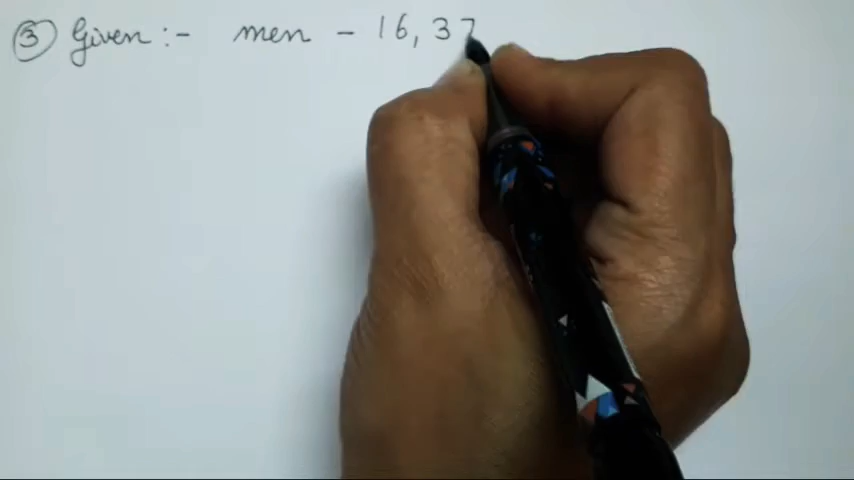 ③ Given :- men - 16,37